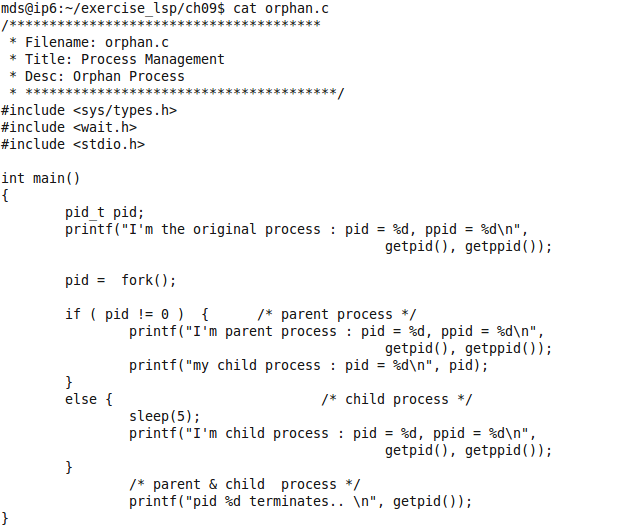 mds@ip6:~/exercise_lsp/ch09$ cat orphan.c
/***************************************
 * Filename: orphan.c
 * Title: Process Management
 * Desc: Orphan Process
 * ***************************************/
#include <sys/types.h>
#include <wait.h>
#include <stdio.h>

int main()
{
        pid_t pid;
        printf("I'm the original process : pid = %d, ppid = %d\n",
                                                getpid(), getppid());

        pid =  fork();

        if ( pid != 0 )  {      /* parent process */
                printf("I'm parent process : pid = %d, ppid = %d\n",
                                                getpid(), getppid());
                printf("my child process : pid = %d\n", pid);
        }
        else {                          /* child process */
                sleep(5);
                printf("I'm child process : pid = %d, ppid = %d\n",
                                                getpid(), getppid());
        }
                /* parent & child  process */
                printf("pid %d terminates.. \n", getpid());
}